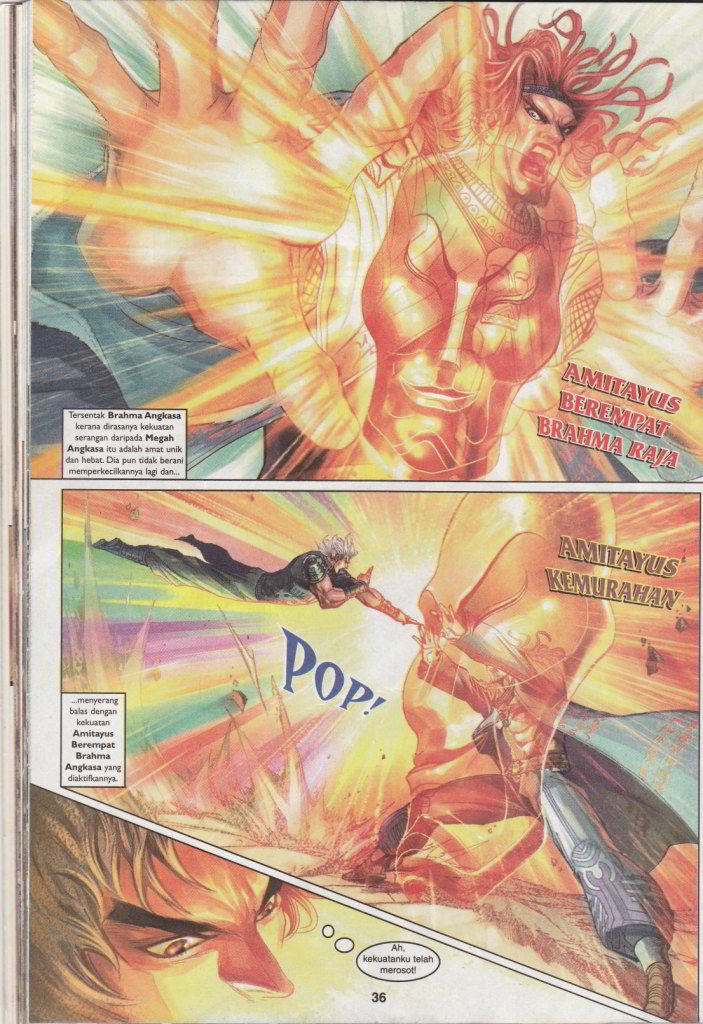 AMITAYUS
BEREMPAT
BRAHMA RAJA
Tersentak Brahma Angkasa
kerana dirasanya kekuatan
serangan daripada Megah
Angkasa itu adalah amat unik
dan hebat. Dia pun tidak berani
memperkecilkannya lagi dan...
AMITAYUS
KEMURAHAN
POP!
...menyerang
balas dengan
kekuatan
Amitayus
Berempat
Brahma
Angkasa yang
diaktifkannya.
Ah,
kekuatanku telah
merosot!
36